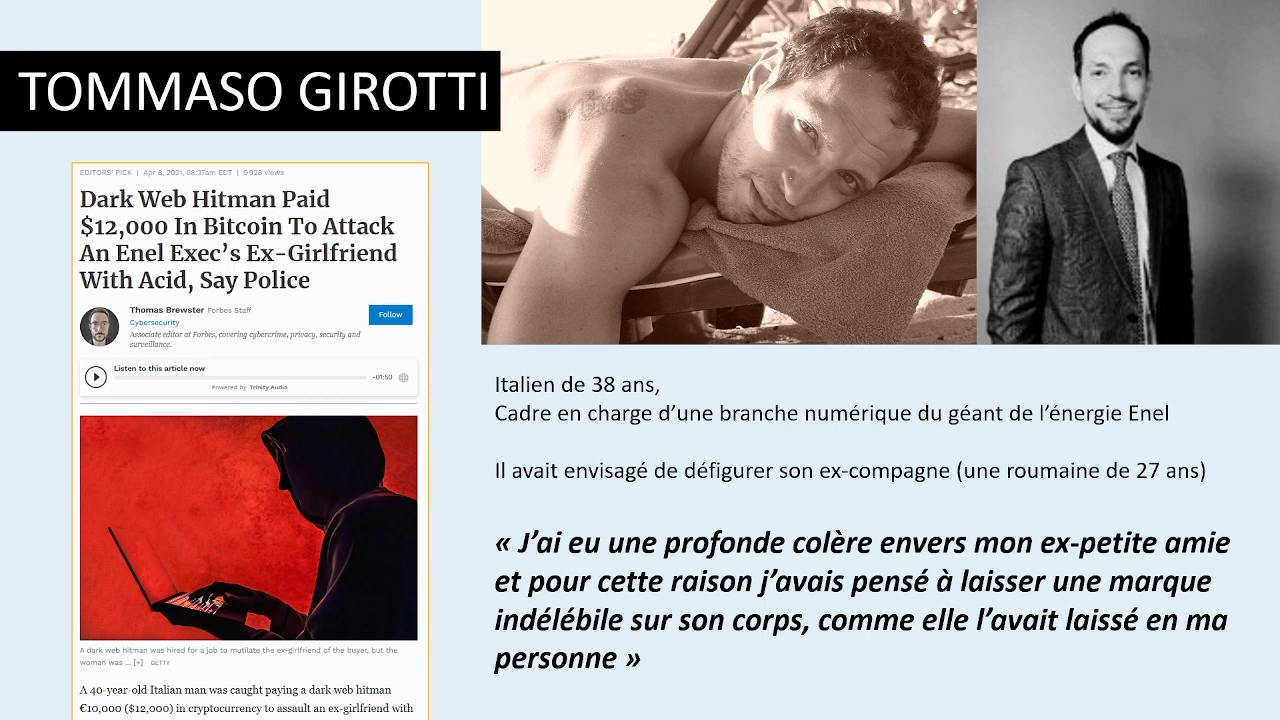 TOMMASO GIROTTI
EDITORS' PICK | Apr 8, 2021, 08:37am EDT | 9 928 views
Dark Web Hitman Paid
$12,000 In Bitcoin To Attack
An Enel Exec's Ex-Girlfriend
With Acid, Say Police
Thomas Brewster Forbes Staff
Cybersecurity
Associate editor at Forbes, covering cybercrime, privacy, security and
surveillance.
Follow
Listen to this article now
-01:50
Powered by Trinity Audio
A dark web hitman was hired for a job to mutilate the ex-girlfriend of the buyer, but the
woman was ... [+] GETTY
A 40-year-old Italian man was caught paying a dark web hitman
€10,000 ($12,000) in cryptocurrency to assault an ex-girlfriend with
Italien de 38 ans,
Cadre en charge d'une branche numérique du géant de l'énergie Enel
Il avait envisagé de défigurer son ex-compagne (une roumaine de 27 ans)
« J'ai eu une profonde colère envers mon ex-petite amie
et pour cette raison j'avais pensé à laisser une marque
indélébile sur son corps, comme elle l'avait laissé en ma
personne »